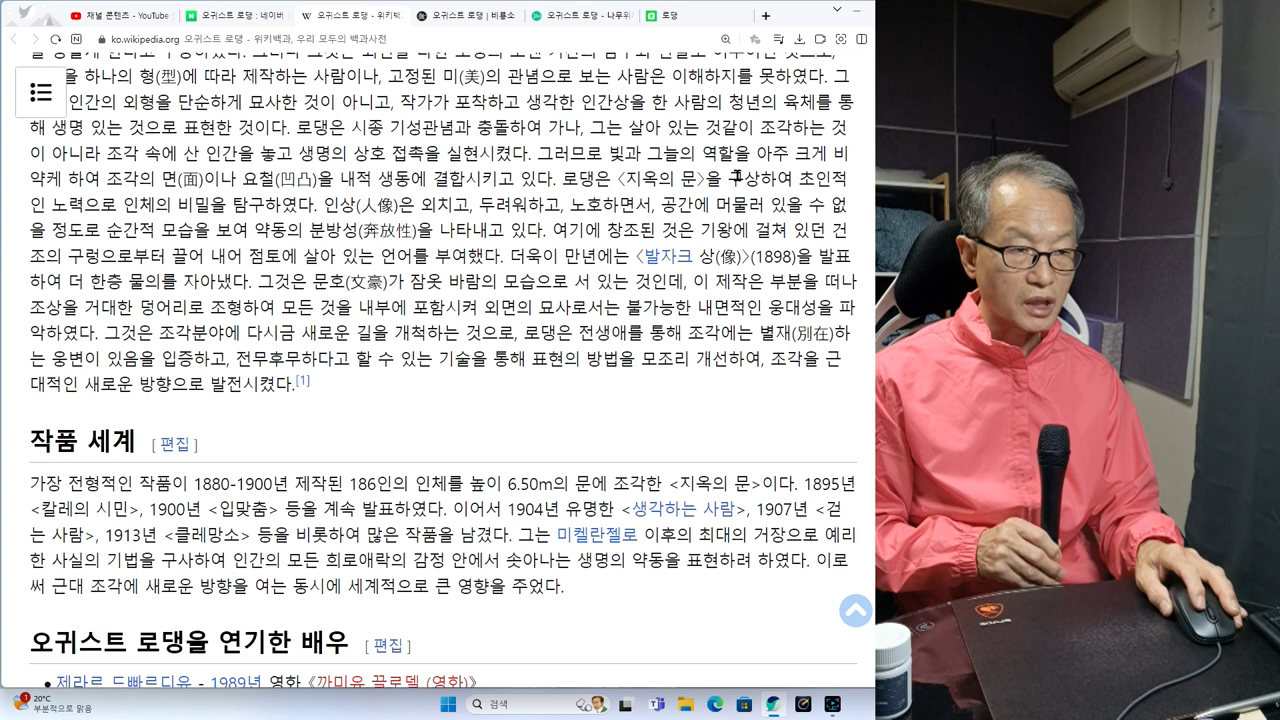 재널 콘텐츠 - YouTube
오귀스트 로댕 : 네이버
오귀스트 로댕 - 위키백
오귀스트 로댕 | 비룡소
오귀스트 로댕 - 나무위
로댕
ko.wikipedia.org 오귀스트 로댕 - 위키백과, 우리 모두의 백과사전
을 하나의 형(型)에 따라 제작하는 사람이나, 고정된 미(美)의 관념으로 보는 사람은 이해하지를 못하였다. 그
인간의 외형을 단순하게 묘사한 것이 아니고, 작가가 포착하고 생각한 인간상을 한 사람의 청년의 육체를 통
해 생명 있는 것으로 표현한 것이다. 로댕은 시종 기성관념과 충돌하여 가나, 그는 살아 있는 것같이 조각하는 것
이 아니라 조각 속에 산 인간을 놓고 생명의 상호 접촉을 실현시켰다. 그러므로 빛과 그늘의 역할을 아주 크게 비
약케 하여 조각의 면(面)이나 요철(凹凸)을 내적 생동에 결합시키고 있다. 로댕은 〈지옥의 문〉을 구상하여 초인적
인 노력으로 인체의 비밀을 탐구하였다. 인상(人像)은 외치고, 두려워하고, 노호하면서, 공간에 머물러 있을 수 없
을 정도로 순간적 모습을 보여 약동의 분방성(奔放性)을 나타내고 있다. 여기에 창조된 것은 기왕에 걸쳐 있던 건
조의 구렁으로부터 끌어 내어 점토에 살아 있는 언어를 부여했다. 더욱이 만년에는 〈발자크 상(像)〉(1898)을 발표
하여 더 한층 물의를 자아냈다. 그것은 문호(文豪)가 잠옷 바람의 모습으로 서 있는 것인데, 이 제작은 부분을 떠나
조상을 거대한 덩어리로 조형하여 모든 것을 내부에 포함시켜 외면의 묘사로서는 불가능한 내면적인 웅대성을 파
악하였다. 그것은 조각분야에 다시금 새로운 길을 개척하는 것으로, 로댕은 전생애를 통해 조각에는 별재(別在)하
는 웅변이 있음을 입증하고, 전무후무하다고 할 수 있는 기술을 통해 표현의 방법을 모조리 개선하여, 조각을 근
대적인 새로운 방향으로 발전시켰다.[1]
작품 세계 [ 편집 ]
가장 전형적인 작품이 1880-1900년 제작된 186인의 인체를 높이 6.50m의 문에 조각한 <지옥의 문>이다. 1895년
<칼레의 시민>, 1900년 <입맞춤> 등을 계속 발표하였다. 이어서 1904년 유명한 <생각하는 사람>, 1907년 <걷
는 사람>, 1913년 <클레망소> 등을 비롯하여 많은 작품을 남겼다. 그는 미켈란젤로 이후의 최대의 거장으로 예리
한 사실의 기법을 구사하여 인간의 모든 희로애락의 감정 안에서 솟아나는 생명의 약동을 표현하려 하였다. 이로
써 근대 조각에 새로운 방향을 여는 동시에 세계적으로 큰 영향을 주었다.
오귀스트 로댕을 연기한 배우 [ 편집 ]
제라르 드빠르디유 - 1989년 영화 《까미유 끌로델 (영화)》
20°C
부분적으로 맑음
검색